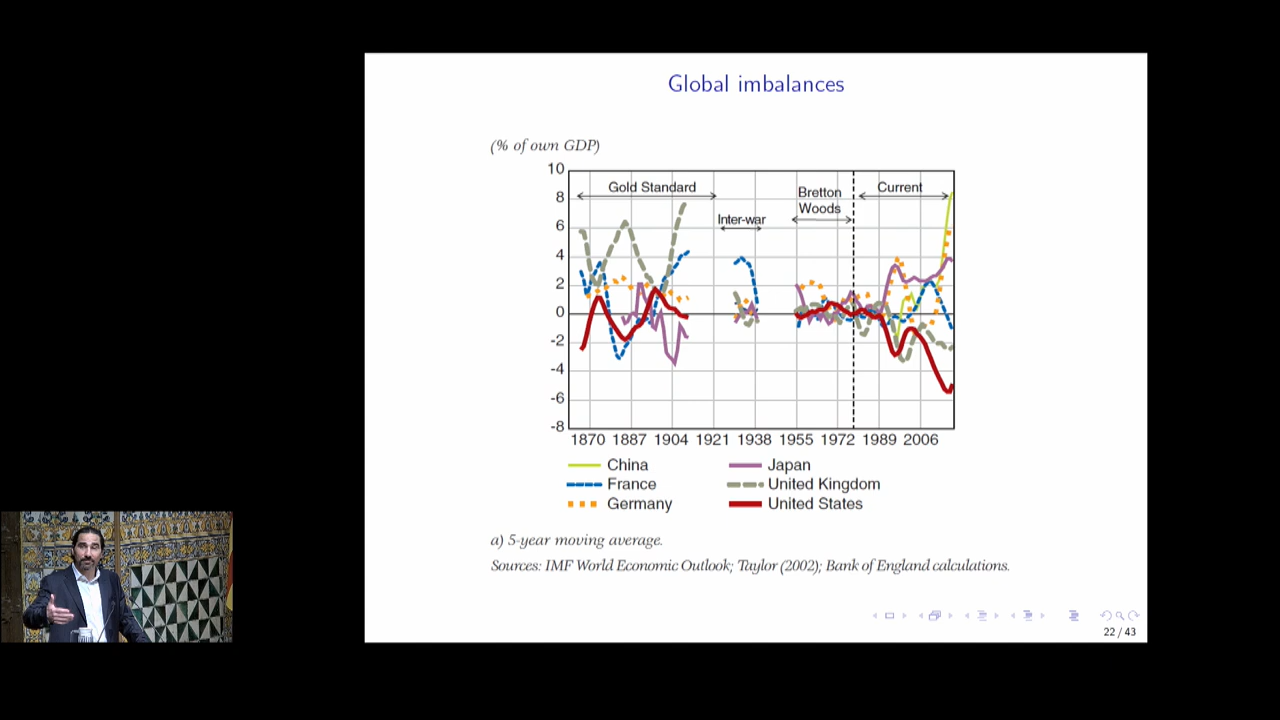 Global imbalances
(% of own GDP)
10
8
6
4
2
0
-2
-4
-6
-8
Gold Standard
Inter-war
Bretton
Woods
Current
1870 1887 1904 1921 1938 1955 1972 1989 2006
China
France
Germany
Japan
United Kingdom
United States
a) 5-year moving average.
Sources: IMF World Economic Outlook; Taylor (2002); Bank of England calculations.
22 / 43